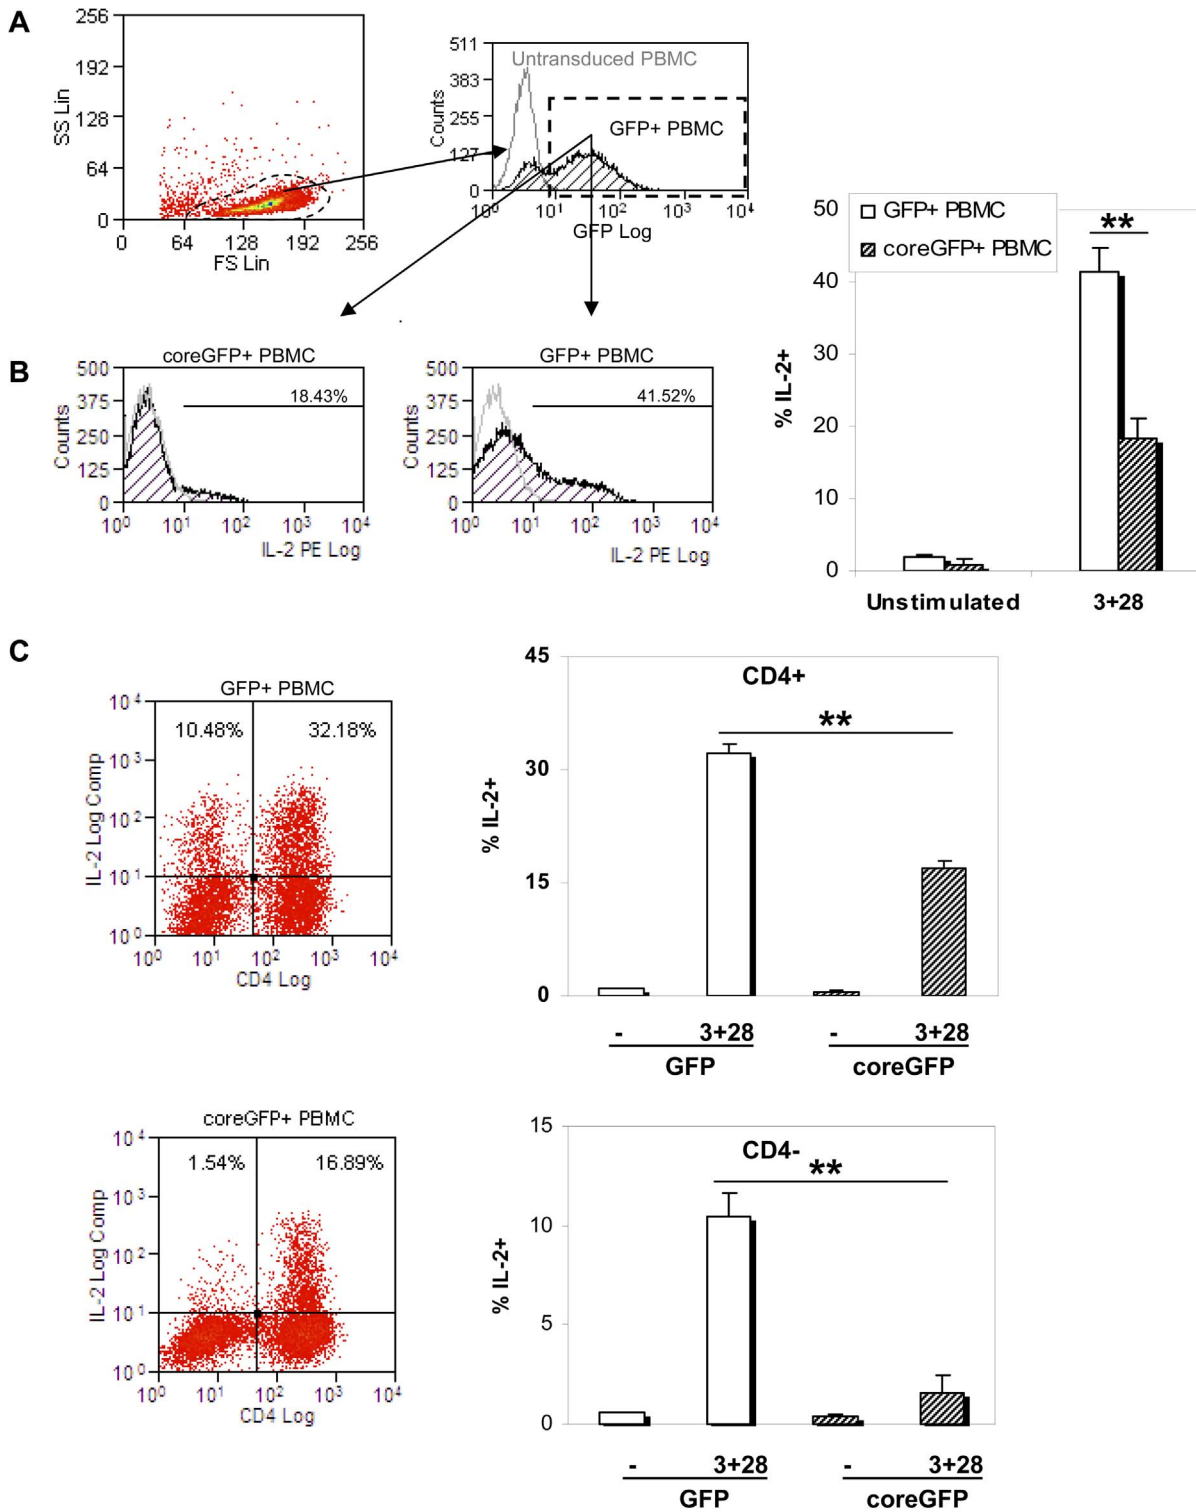 A
256
192
128
64
0
SS Lin
0 64 128 192 256
FS Lin
511
383
255
127
0
Counts
Untransduced PBMC
GFP+ PBMC
10⁰ 10¹ 10² 10³ 10⁴
GFP Log
B
coreGFP+ PBMC
500
375
250
125
0
Counts
18.43%
10⁰ 10¹ 10² 10³ 10⁴
IL-2 PE Log
GFP+ PBMC
500
375
250
125
0
Counts
41.52%
10⁰ 10¹ 10² 10³ 10⁴
IL-2 PE Log
50
40
30
20
10
0
% IL-2+
GFP+ PBMC
coreGFP+ PBMC
**
Unstimulated 3+28
C
GFP+ PBMC
10⁴
10³
10²
10¹
10⁰
IL-2 Log Comp
10.48% 32.18%
10⁰ 10¹ 10² 10³ 10⁴
CD4 Log
45
30
15
0
% IL-2+
CD4+
**
- 3+28 - 3+28
GFP coreGFP
coreGFP+ PBMC
10⁴
10³
10²
10¹
10⁰
IL-2 Log Comp
1.54% 16.89%
10⁰ 10¹ 10² 10³ 10⁴
CD4 Log
15
10
5
0
% IL-2+
CD4-
**
- 3+28 - 3+28
GFP coreGFP